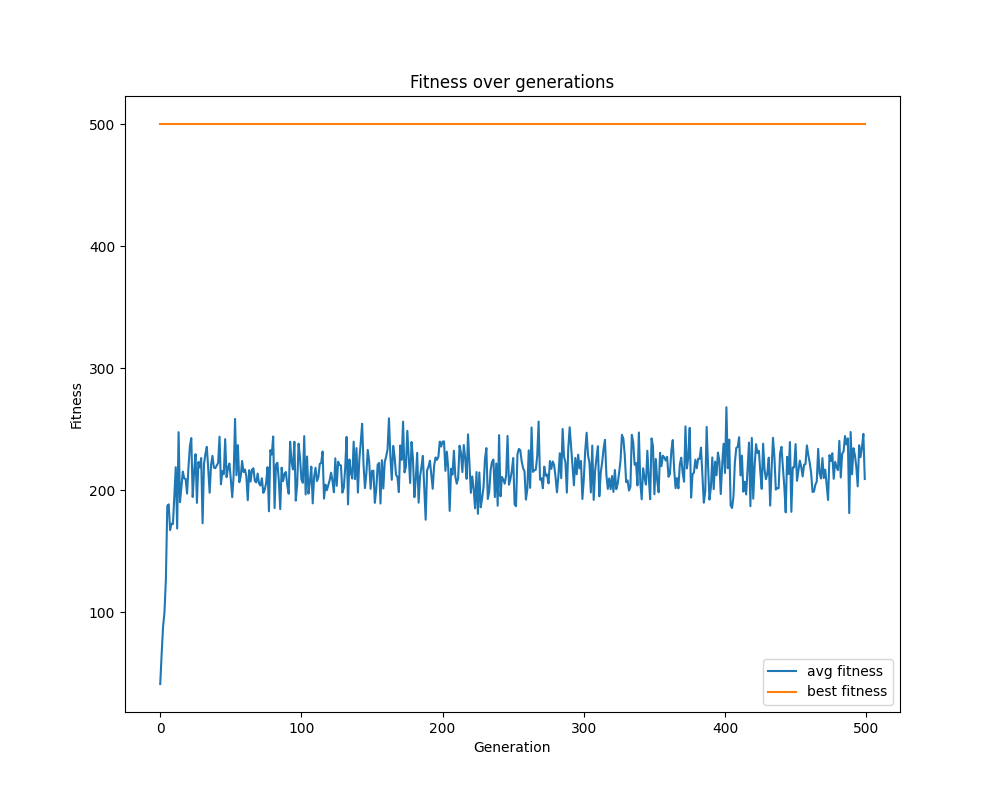 Fitness over generations
500
400
300
200
100
Fitness
0 100 200 300 400 500
Generation
avg fitness
best fitness